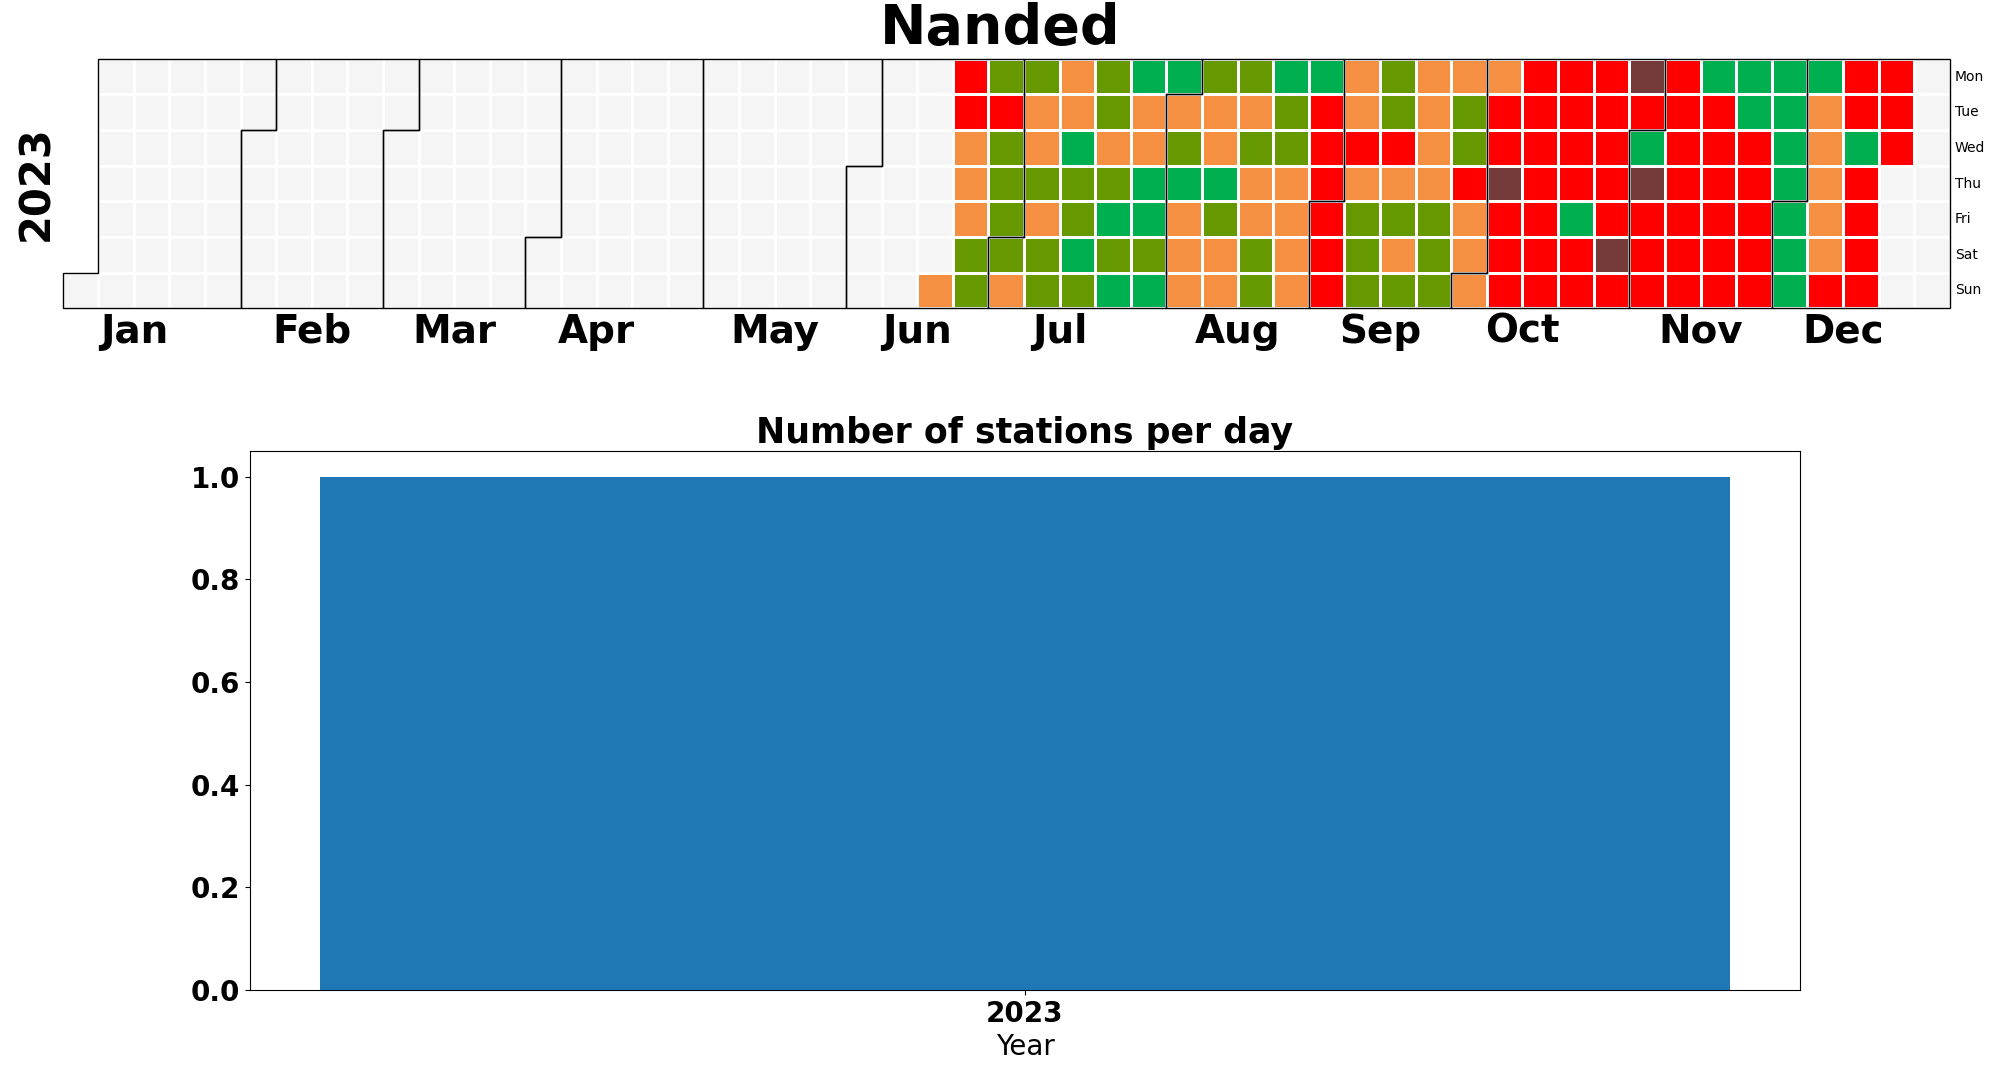 Nanded
2023
Mon
Tue
Wed
Thu
Fri
Sat
Sun
Jan Feb Mar Apr May Jun Jul Aug Sep Oct Nov Dec
Number of stations per day
1.0
0.8
0.6
0.4
0.2
0.0
2023
Year